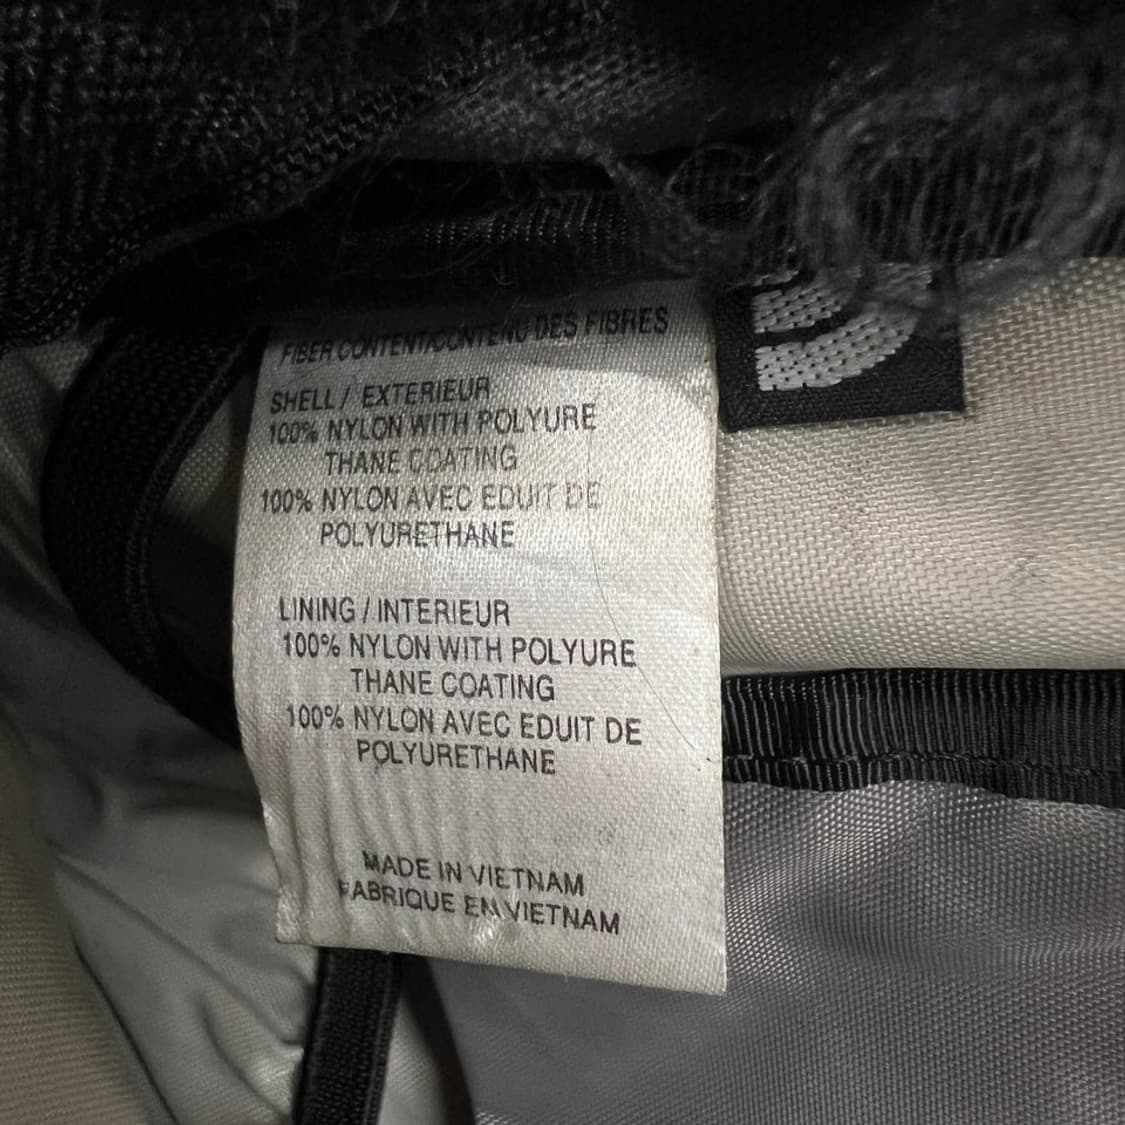 FIBER CONTENT/CONTENU DES FIBRES
SHELL / EXTERIEUR
100% NYLON WITH POLYURE
THANE COATING
100% NYLON AVEC EDUIT DE
POLYURETHANE
LINING / INTERIEUR
100% NYLON WITH POLYURE
THANE COATING
100% NYLON AVEC EDUIT DE
POLYURETHANE
MADE IN VIETNAM
FABRIQUE EN VIETNAM